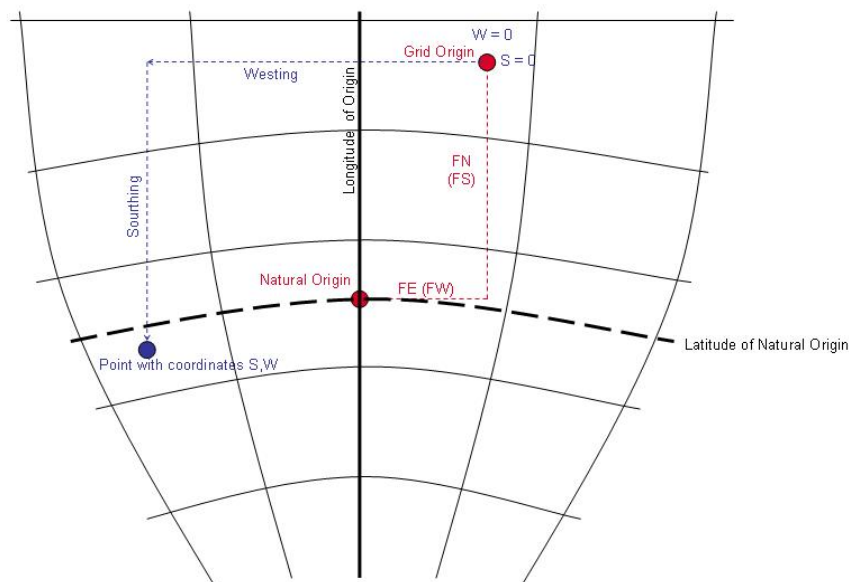 W = 0
Grid Origin
S = 0
Westing
Longitude of Origin
FN
(FS)
Sourthing
Natural Origin
FE (FW)
Latitude of Natural Origin
Point with coordinates S,W